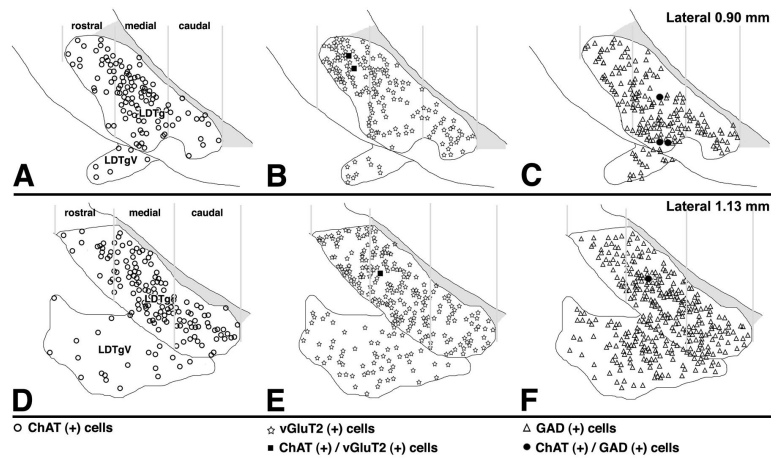 Lateral 0.90 mm
rostral medial caudal
LDTg
LDTgV
A B C
Lateral 1.13 mm
rostral medial caudal
LDTg
LDTgV
D E F
ChAT (+) cells
vGluT2 (+) cells
GAD (+) cells
ChAT (+) / vGluT2 (+) cells
ChAT (+) / GAD (+) cells